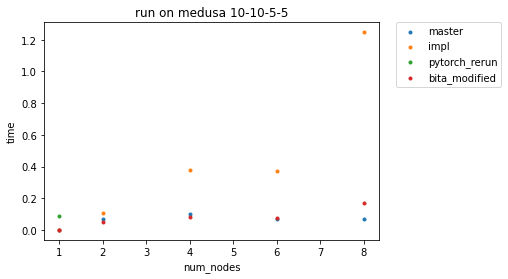 run on medusa 10-10-5-5
master
impl
pytorch_rerun
bita_modified
time
1.2
1.0
0.8
0.6
0.4
0.2
0.0
1 2 3 4 5 6 7 8
num_nodes